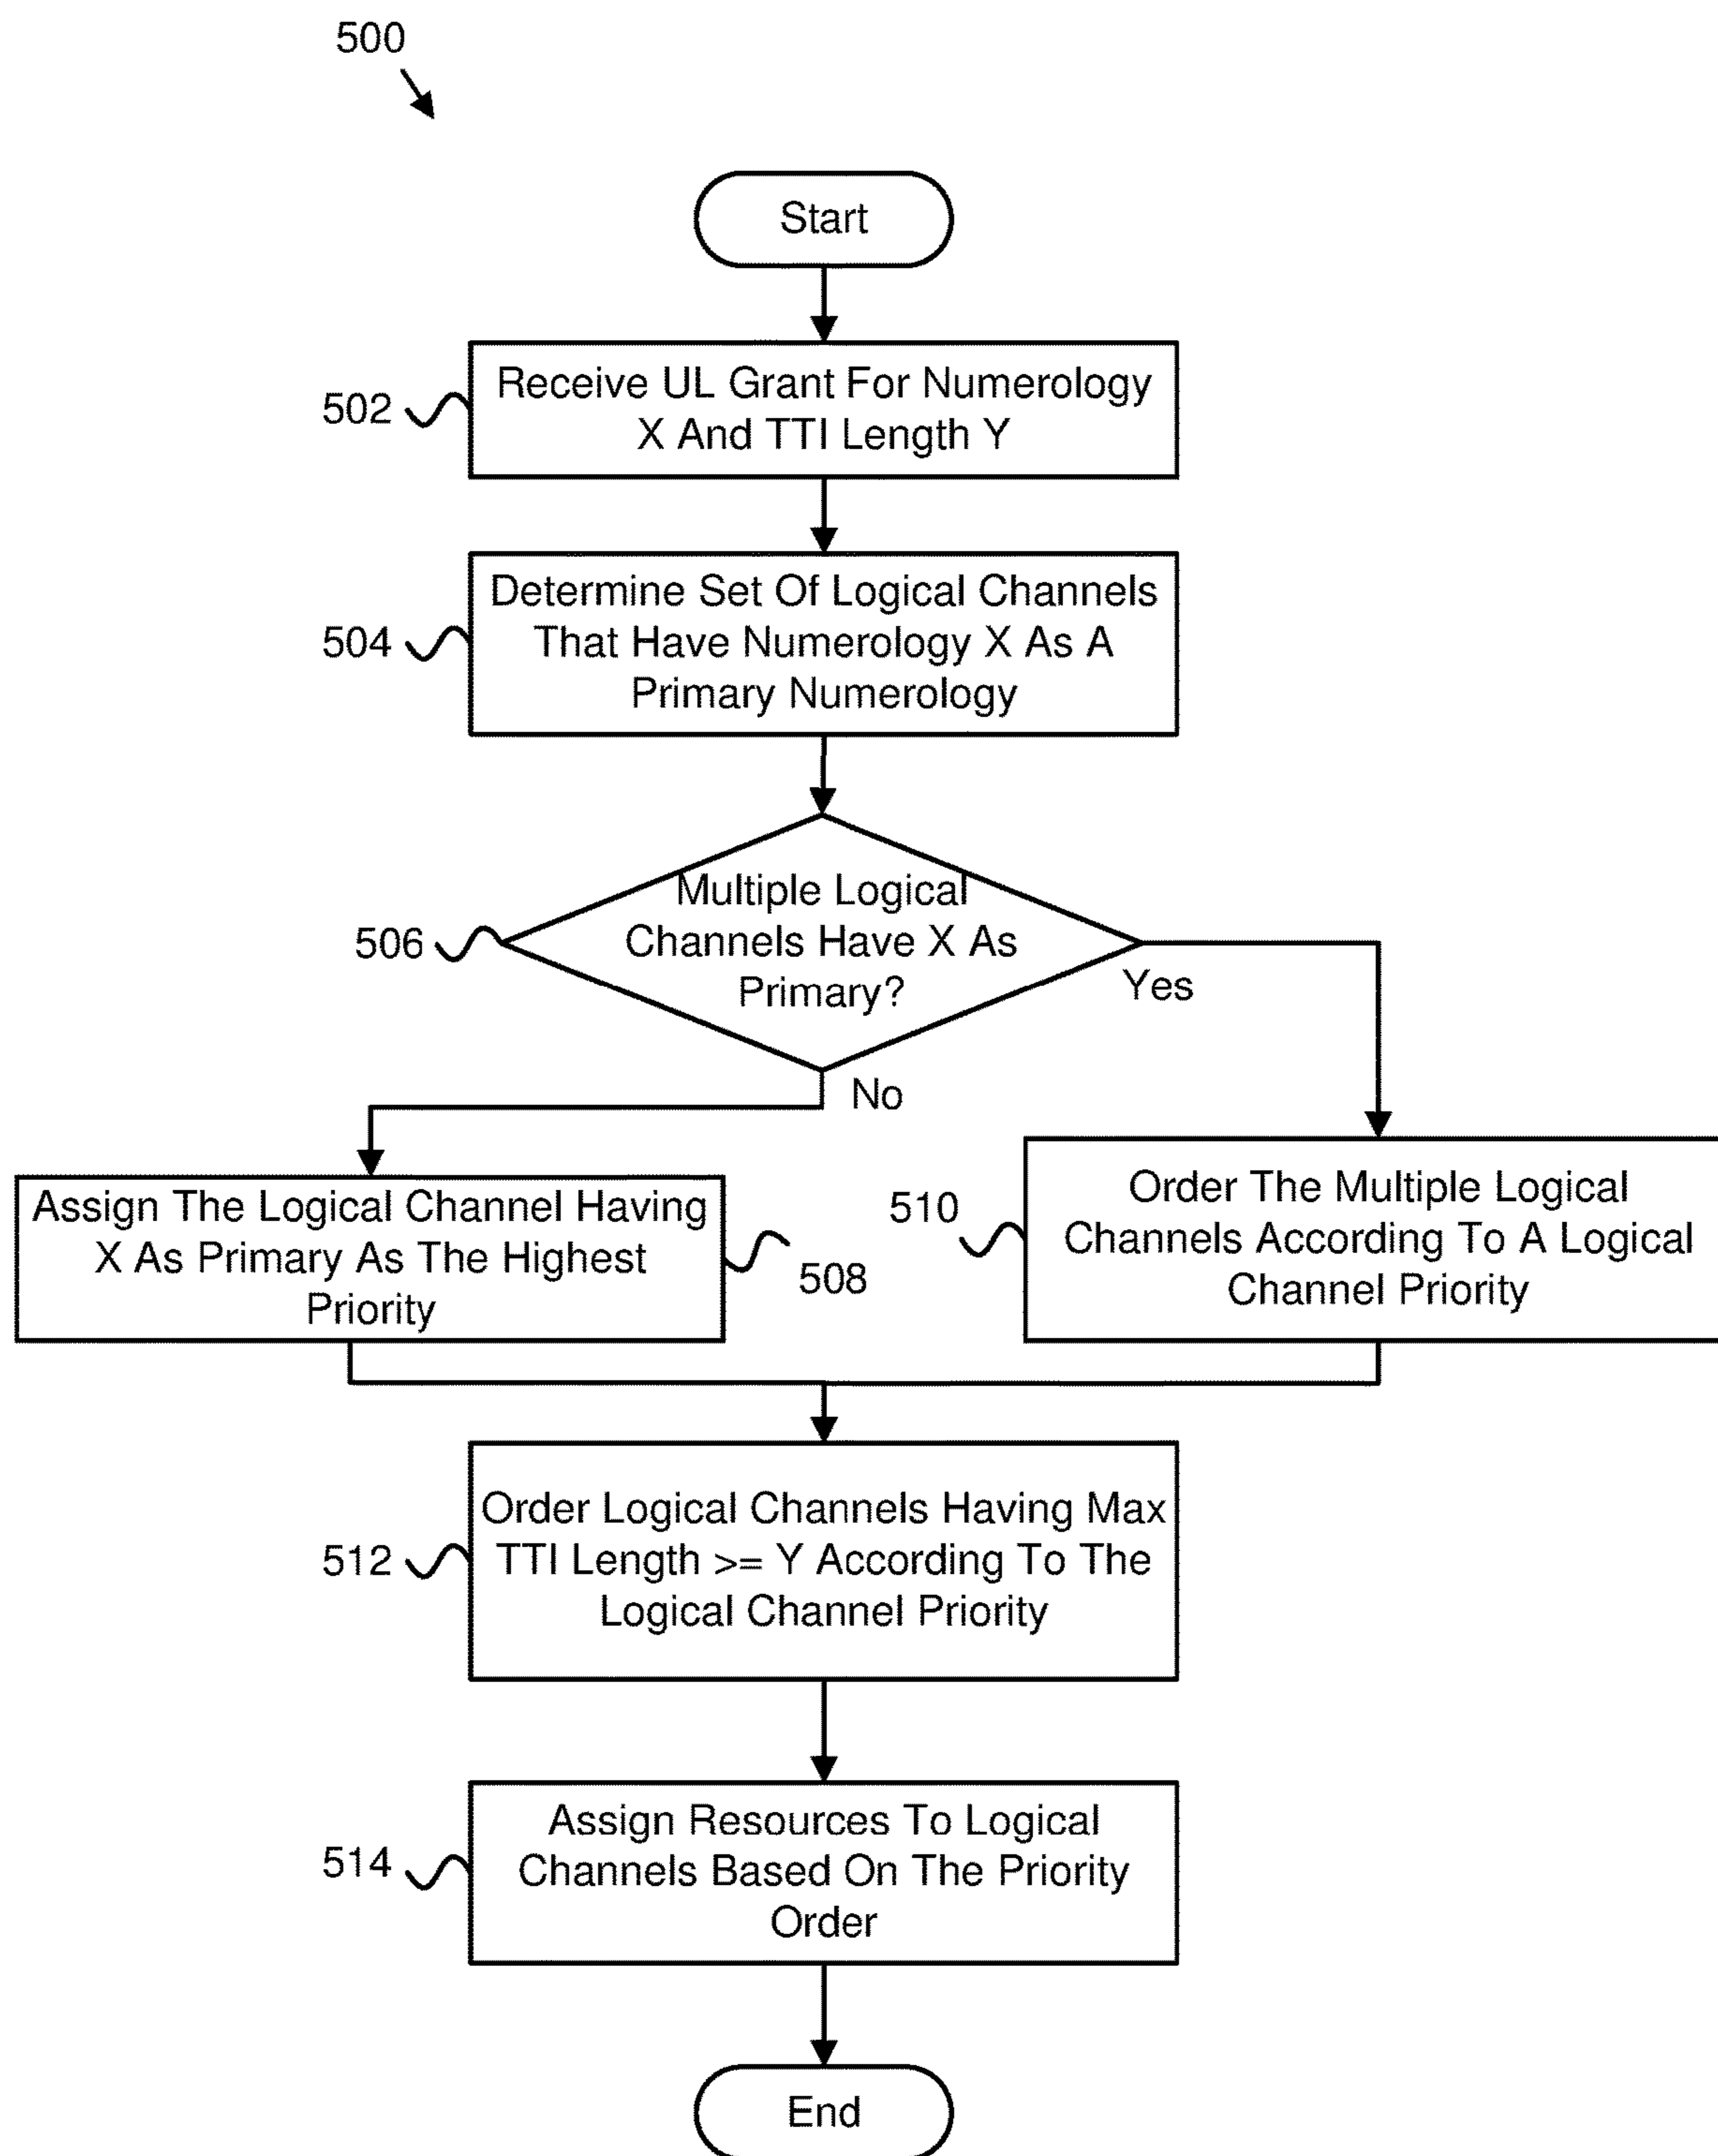 500
Start
502
Receive UL Grant For Numerology
X And TTI Length Y
504
Determine Set Of Logical Channels
That Have Numerology X As A
Primary Numerology
506
Multiple Logical
Channels Have X As
Primary?
Yes
No
Assign The Logical Channel Having
X As Primary As The Highest
Priority
508
510
Order The Multiple Logical
Channels According To A Logical
Channel Priority
512
Order Logical Channels Having Max
TTI Length >= Y According To The
Logical Channel Priority
514
Assign Resources To Logical
Channels Based On The Priority
Order
End